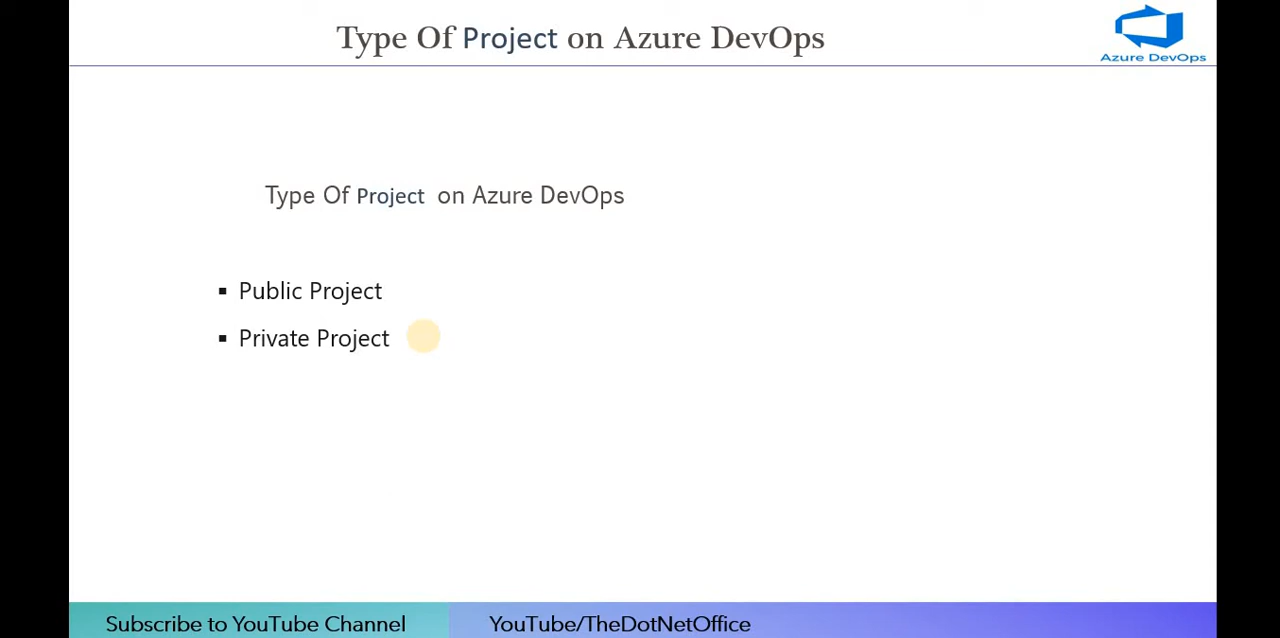 Type Of Project on Azure DevOps
Azure DevOps
Type Of Project on Azure DevOps
▪ Public Project
▪ Private Project
Subscribe to YouTube Channel YouTube/TheDotNetOffice